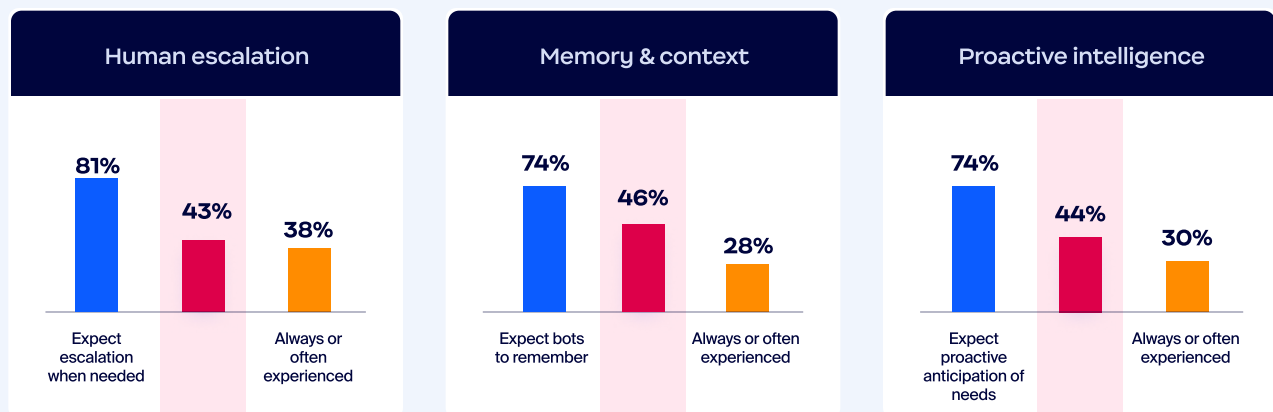 Human escalation
81%
43%
38%
Expect
escalation
when needed
Always or
often
experienced
Memory & context
74%
46%
28%
Expect bots
to remember
Always or often
experienced
Proactive intelligence
74%
44%
30%
Expect
proactive
anticipation of
needs
Always or often
experienced